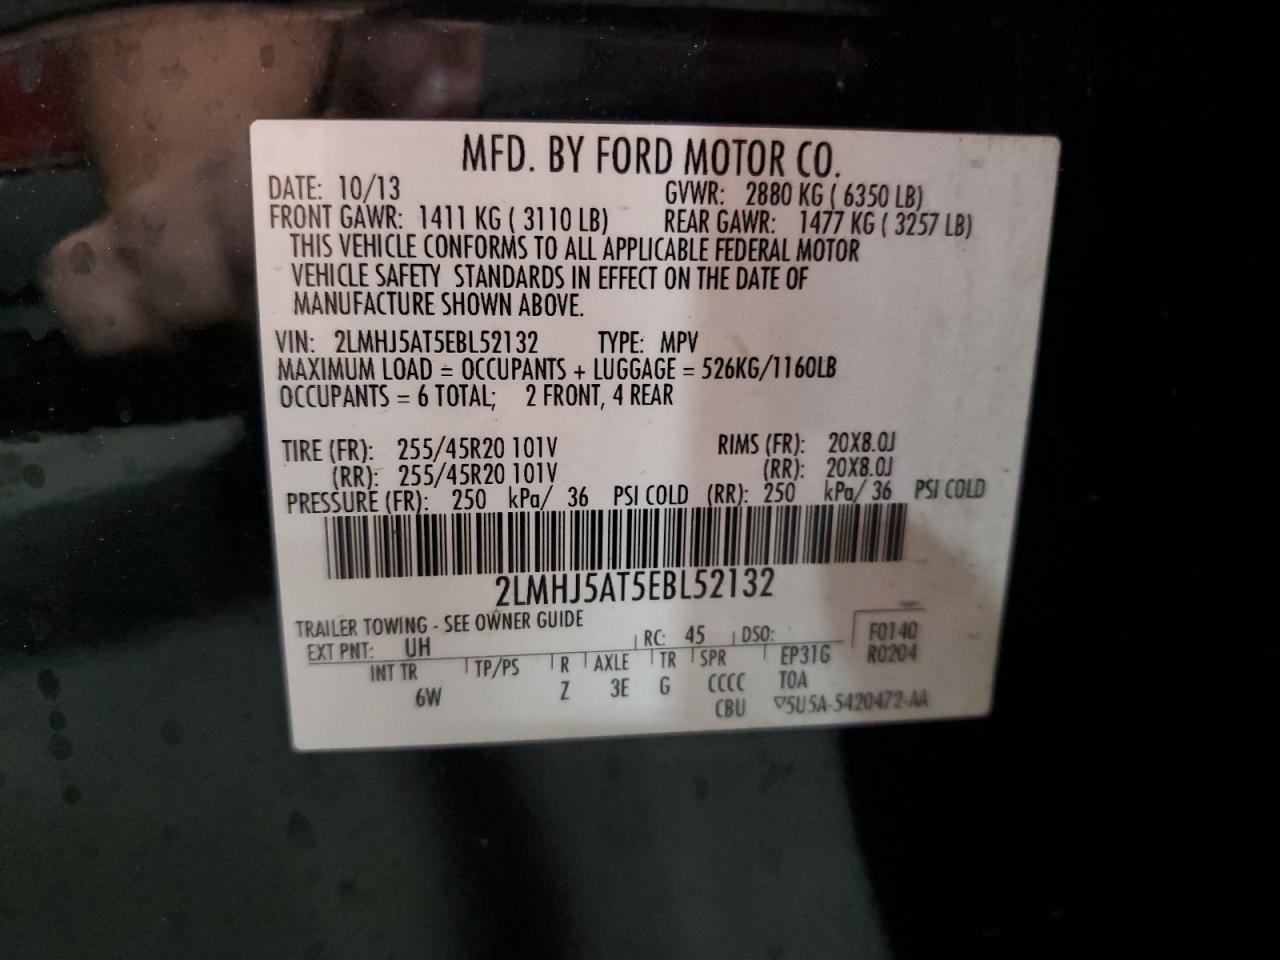 MFD. BY FORD MOTOR CO.
DATE: 10/13 GVWR: 2880 KG ( 6350 LB)
FRONT GAWR: 1411 KG ( 3110 LB) REAR GAWR: 1477 KG ( 3257 LB)
THIS VEHICLE CONFORMS TO ALL APPLICABLE FEDERAL MOTOR
VEHICLE SAFETY STANDARDS IN EFFECT ON THE DATE OF
MANUFACTURE SHOWN ABOVE.
VIN: 2LMHJ5AT5EBL52132 TYPE: MPV
MAXIMUM LOAD = OCCUPANTS + LUGGAGE = 526KG/1160LB
OCCUPANTS = 6 TOTAL; 2 FRONT, 4 REAR
TIRE (FR): 255/45R20 101V RIMS (FR): 20X8.0J
(RR): 255/45R20 101V (RR): 20X8.0J
PRESSURE (FR): 250 kPa/ 36 PSI COLD (RR): 250 kPa/ 36 PSI COLD
2LMHJ5AT5EBL52132
TRAILER TOWING - SEE OWNER GUIDE
EXT PNT: UH RC: 45 DSO: F0140
INT TR TP/PS R AXLE TR SPR EP31G R0204
6W Z 3E G CCCC T0A
CBU ▽5U5A-5420472-AA